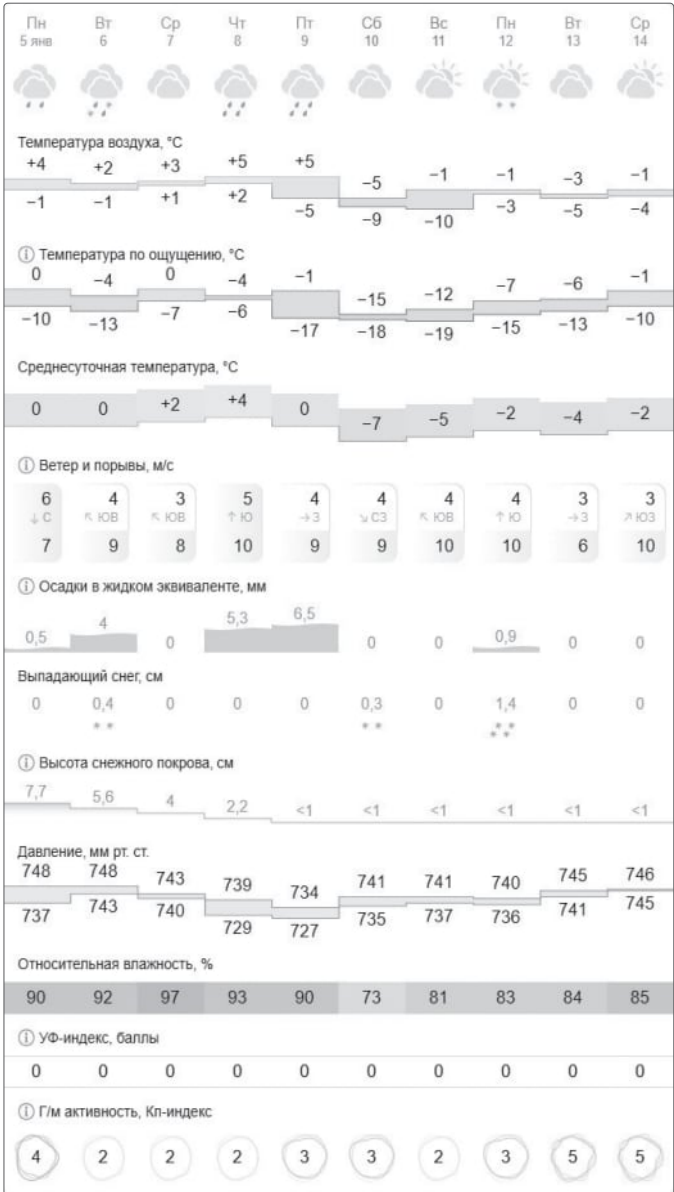 Пн Вт Ср Чт Пт Сб Вс Пн Вт Ср
5 янв 6 7 8 9 10 11 12 13 14
Температура воздуха, °C
+4 +2 +3 +5 +5 −5 −1 −1 −3 −1
−1 −1 +1 +2 −5 −9 −10 −3 −5 −4
Температура по ощущению, °C
0 −4 0 −4 −1 −15 −12 −7 −6 −1
−10 −13 −7 −6 −17 −18 −19 −15 −13 −10
Среднесуточная температура, °C
0 0 +2 +4 0 −7 −5 −2 −4 −2
Ветер и порывы, м/с
6 4 3 5 4 4 4 4 3 3
↓ С ↖ ЮВ ↖ ЮВ ↑ Ю → З ↘ СЗ ↖ ЮВ ↑ Ю → З ↗ ЮЗ
7 9 8 10 9 9 10 10 6 10
Осадки в жидком эквиваленте, мм
0,5 4 0 5,3 6,5 0 0 0,9 0 0
Выпадающий снег, см
0 0,4 0 0 0 0,3 0 1,4 0 0
Высота снежного покрова, см
7,7 5,6 4 2,2 <1 <1 <1 <1 <1 <1
Давление, мм рт. ст.
748 748 743 739 734 741 741 740 745 746
737 743 740 729 727 735 737 736 741 745
Относительная влажность, %
90 92 97 93 90 73 81 83 84 85
УФ-индекс, баллы
0 0 0 0 0 0 0 0 0 0
Г/м активность, Кп-индекс
4 2 2 2 3 3 2 3 5 5